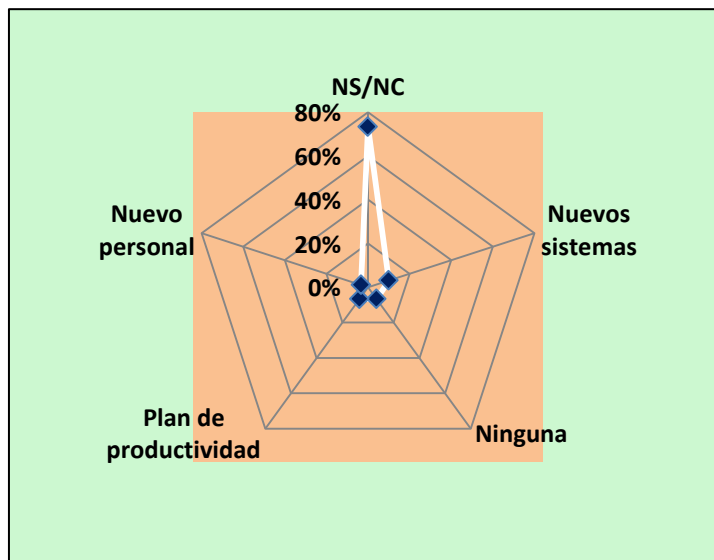 NS/NC
80%
60%
40%
20%
0%
Nuevos
sistemas
Ninguna
Plan de
productividad
Nuevo
personal